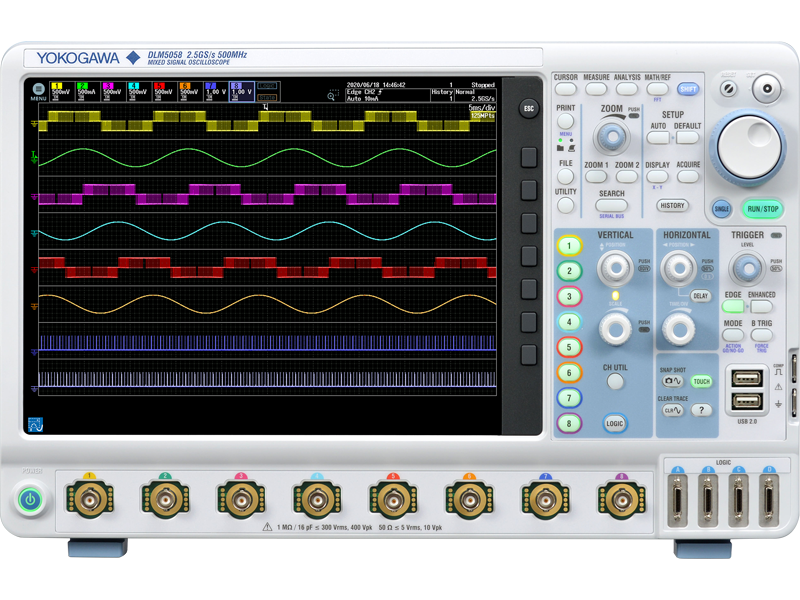 YOKOGAWA DLM5058 2.5GS/s 500MHz
MIXED SIGNAL OSCILLOSCOPE
MENU
1 500mV
2 500mA
3 500mV
4 500mV
5 500mV
6 500mV
7 1.00 V
8 1.00 V
2020/06/18 14:46:42
Edge CH2
Auto 10mA
1 Stopped
History Normal
1 2.5GS/s
5ms/div
125MPts
ESC
CURSOR MEASURE ANALYSIS MATH/REF
FFT
SHIFT
PRINT
MENU
FILE
UTILITY
ZOOM
PUSH
ZOOM 1 ZOOM 2
SEARCH
SERIAL BUS
SETUP
AUTO DEFAULT
DISPLAY ACQUIRE
X - Y
HISTORY
SINGLE
RUN/STOP
VERTICAL
POSITION
PUSH
SCALE
PUSH
CH UTIL
LOGIC
1
2
3
4
5
6
7
8
HORIZONTAL
POSITION
PUSH
DELAY
TIME/DIV
SNAP SHOT
TOUCH
CLEAR TRACE
CLR
?
TRIGGER
LEVEL
PUSH
EDGE ENHANCED
MODE B TRIG
ACTION
GO/NO-GO
FORCE
TRIG
COMP
USB 2.0
POWER
1 2 3 4 5 6 7 8
1 MΩ / 16 pF ≤ 300 Vrms, 400 Vpk 50 Ω ≤ 5 Vrms, 10 Vpk
LOGIC
A B C D